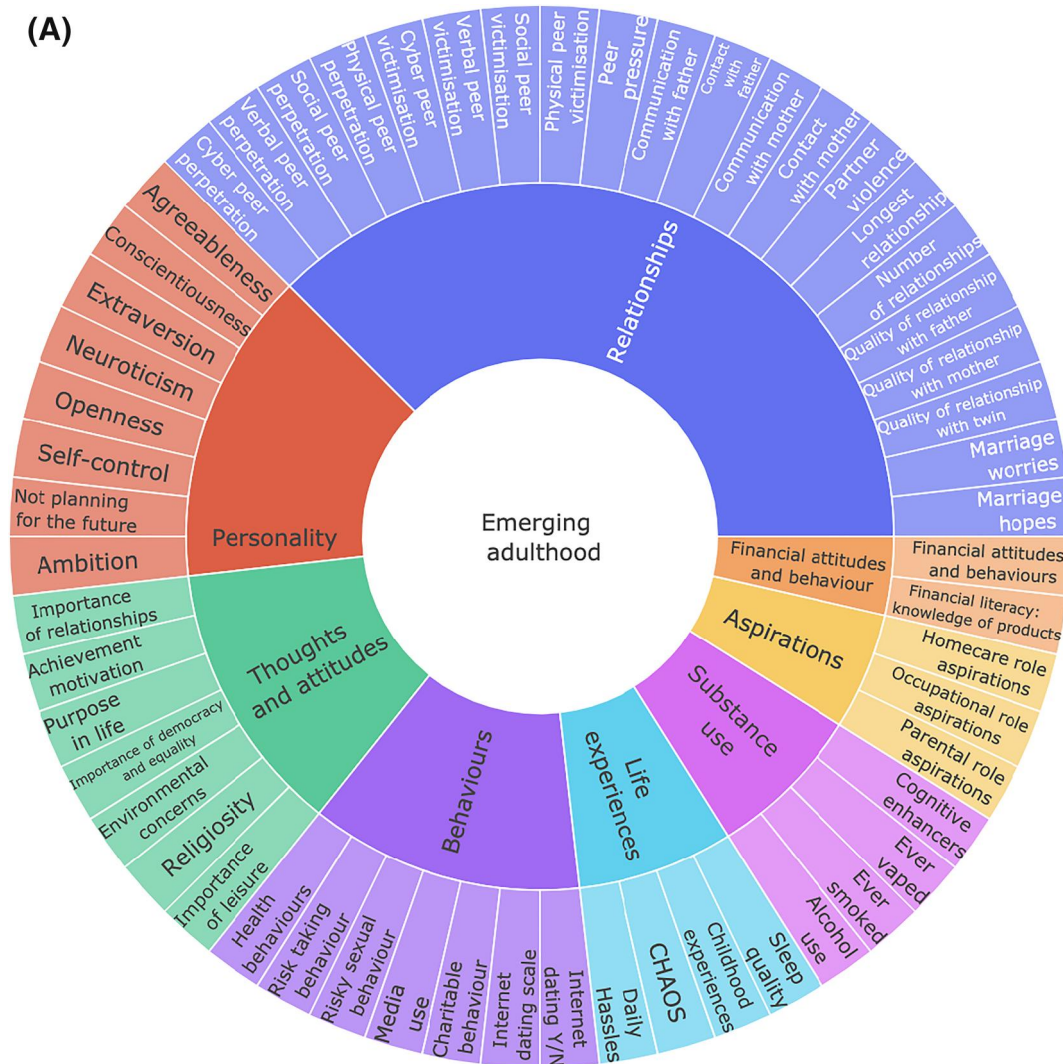 (A)
Emerging
adulthood
Relationships
Cyber peer
perpetration
Verbal peer
perpetration
Social peer
perpetration
Physical peer
perpetration
Cyber peer
victimisation
Verbal peer
victimisation
Social peer
victimisation
Physical peer
victimisation
Peer
pressure
Communication
with father
Contact
with
father
Communication
with mother
Contact
with mother
Partner
violence
Longest
relationship
Number
of relationships
Quality of relationship
with father
Quality of relationship
with mother
Quality of relationship
with twin
Marriage
worries
Marriage
hopes
Financial attitudes
and behaviour
Financial attitudes
and behaviours
Financial literacy:
knowledge of products
Aspirations
Homecare role
aspirations
Occupational role
aspirations
Parental role
aspirations
Substance
use
Cognitive
enhancers
Ever
vaped
Ever
smoked
Alcohol
use
Life
experiences
Sleep
quality
Childhood
experiences
CHAOS
Daily
Hassles
Behaviours
Internet
dating Y/N
Internet
dating scale
Charitable
behaviour
Media
use
Risky sexual
behaviour
Risk taking
behaviour
Health
behaviours
Thoughts
and attitudes
Importance
of leisure
Religiosity
Environmental
concerns
Importance of democracy
and equality
Purpose
in life
Achievement
motivation
Importance
of relationships
Personality
Ambition
Not planning
for the future
Self-control
Openness
Neuroticism
Extraversion
Conscientiousness
Agreeableness